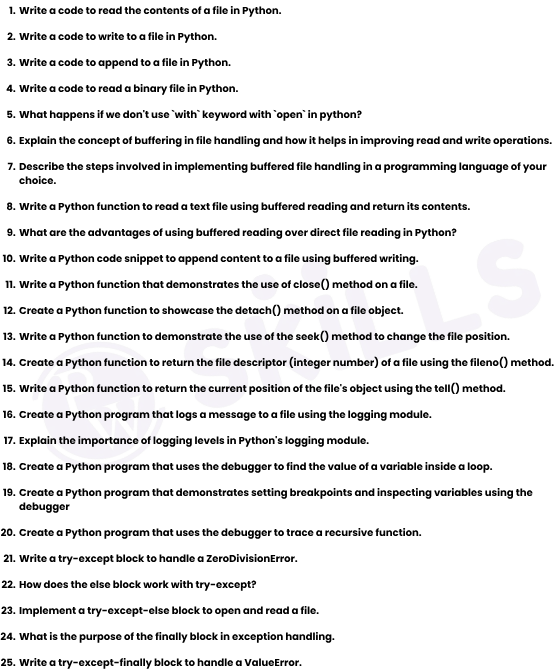 1. Write a code to read the contents of a file in Python.
2. Write a code to write to a file in Python.
3. Write a code to append to a file in Python.
4. Write a code to read a binary file in Python.
5. What happens if we don't use `with` keyword with `open` in python?
6. Explain the concept of buffering in file handling and how it helps in improving read and write operations.
7. Describe the steps involved in implementing buffered file handling in a programming language of your
choice.
8. Write a Python function to read a text file using buffered reading and return its contents.
9. What are the advantages of using buffered reading over direct file reading in Python?
10. Write a Python code snippet to append content to a file using buffered writing.
11. Write a Python function that demonstrates the use of close() method on a file.
12. Create a Python function to showcase the detach() method on a file object.
13. Write a Python function to demonstrate the use of the seek() method to change the file position.
14. Create a Python function to return the file descriptor (integer number) of a file using the fileno() method.
15. Write a Python function to return the current position of the file's object using the tell() method.
16. Create a Python program that logs a message to a file using the logging module.
17. Explain the importance of logging levels in Python's logging module.
18. Create a Python program that uses the debugger to find the value of a variable inside a loop.
19. Create a Python program that demonstrates setting breakpoints and inspecting variables using the
debugger
20. Create a Python program that uses the debugger to trace a recursive function.
21. Write a try-except block to handle a ZeroDivisionError.
22. How does the else block work with try-except?
23. Implement a try-except-else block to open and read a file.
24. What is the purpose of the finally block in exception handling.
25. Write a try-except-finally block to handle a ValueError.
W SKILLS